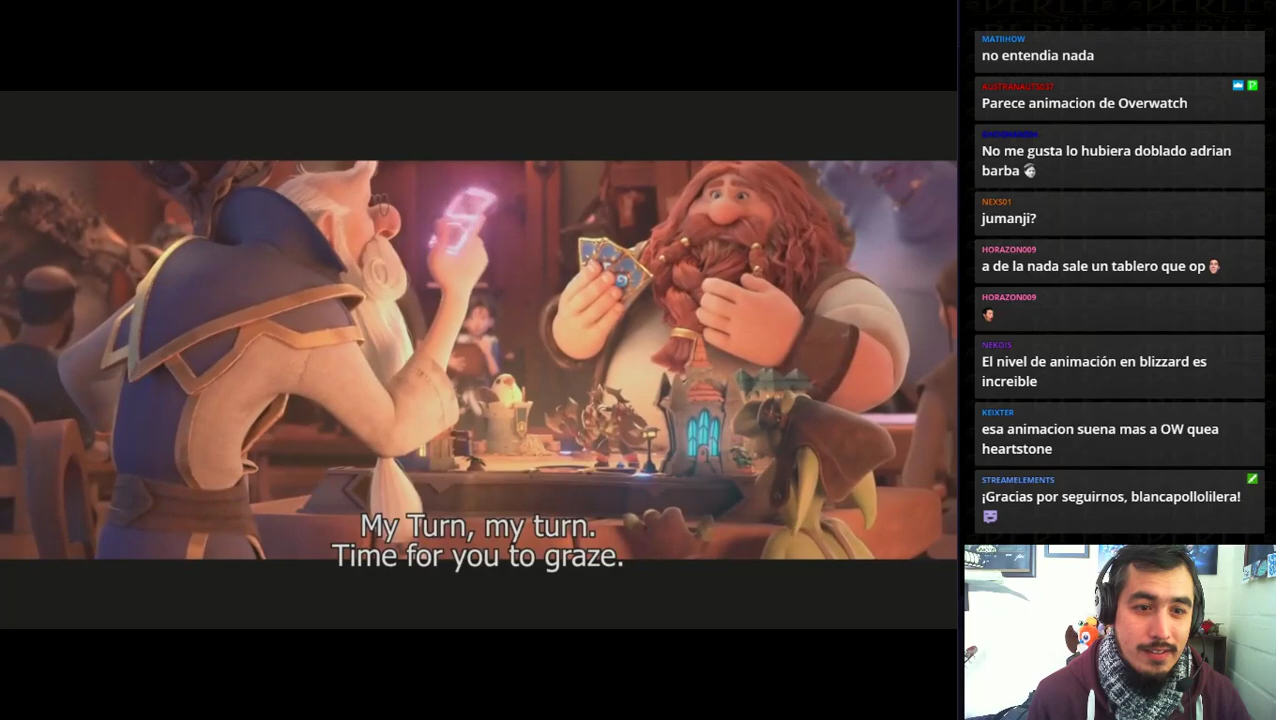 MATIIHOW
no entendia nada
AUSTRANAUTS037
Parece animacion de Overwatch
No me gusta lo hubiera doblado adrian
barba
NEXS01
jumanji?
HORAZON009
a de la nada sale un tablero que op
HORAZON009
NEKOIS
El nivel de animación en blizzard es
increible
KEIXTER
esa animacion suena mas a OW quea
heartstone
STREAMELEMENTS
¡Gracias por seguirnos, blancapollolilera!
My Turn, my turn.
Time for you to graze.